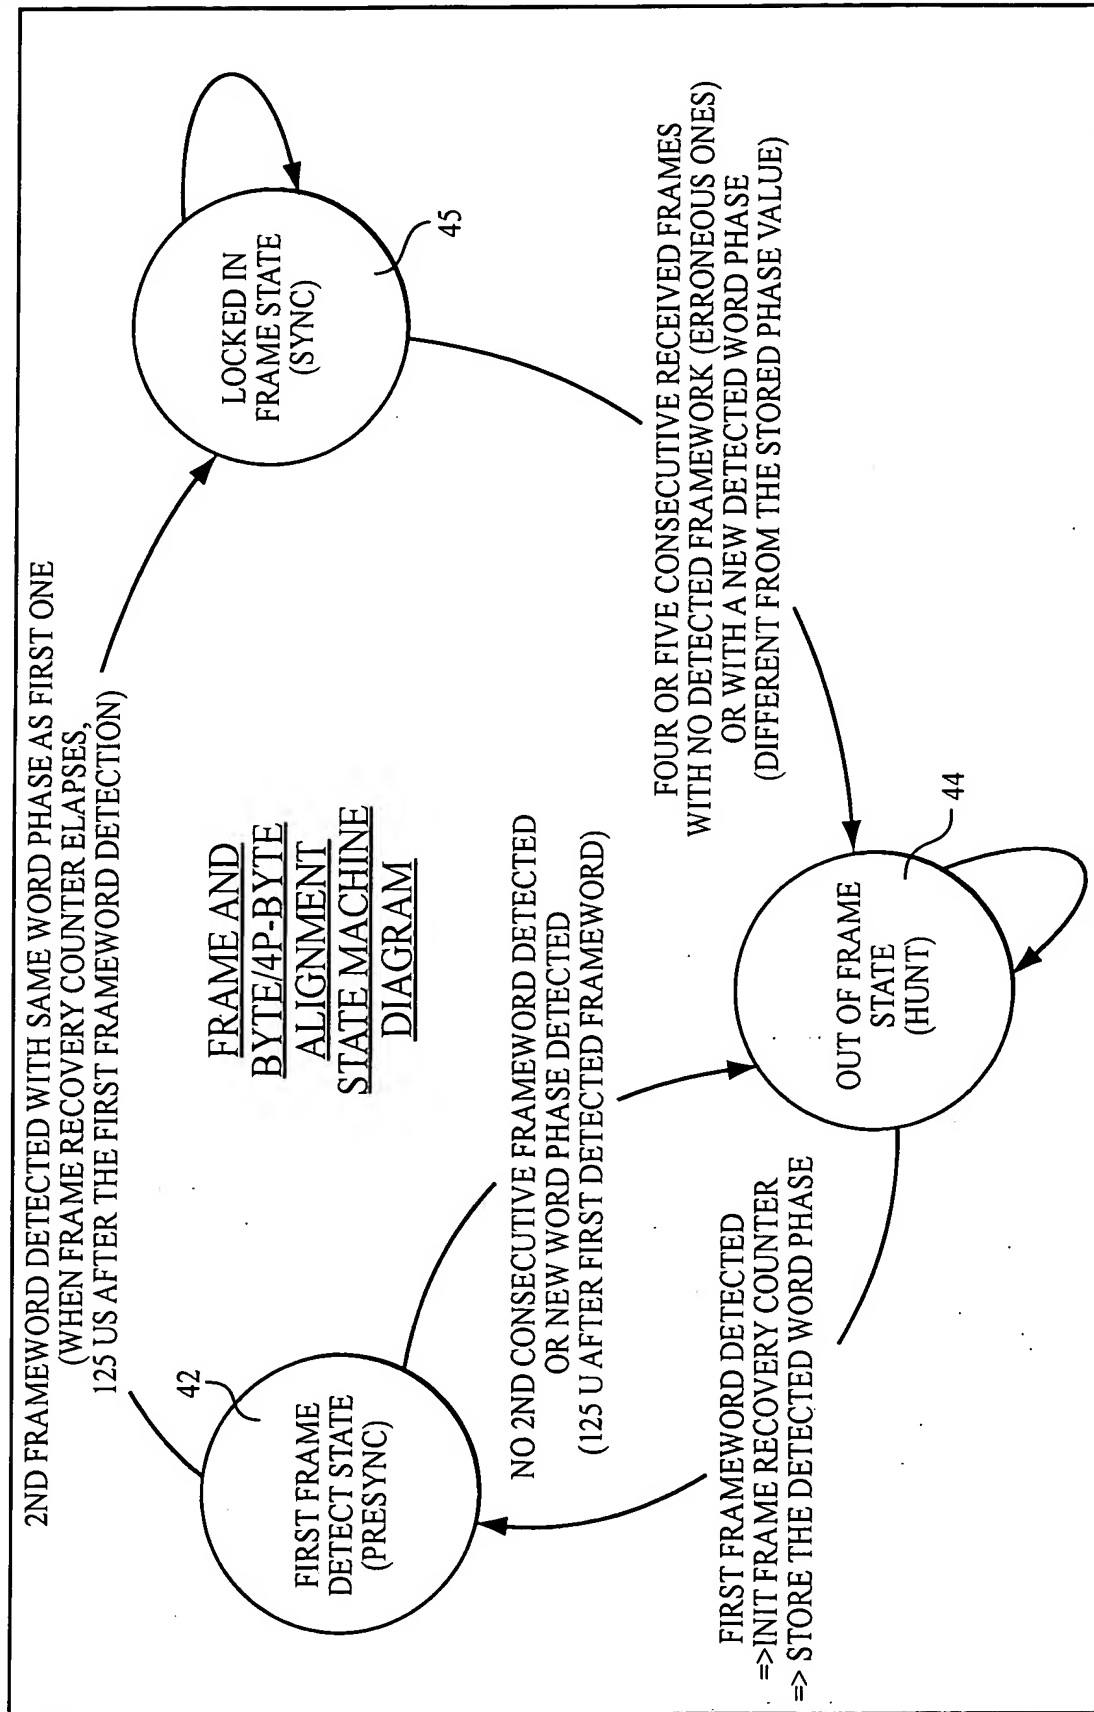 2ND FRAMEWORD DETECTED WITH SAME WORD PHASE AS FIRST ONE
(WHEN FRAME RECOVERY COUNTER ELAPSES,
125 US AFTER THE FIRST FRAMEWORD DETECTION)
FRAME AND
BYTE/4P-BYTE
ALIGNMENT
STATE MACHINE
DIAGRAM
42
FIRST FRAME
DETECT STATE
(PRESYNC)
LOCKED IN
FRAME STATE
(SYNC)
45
NO 2ND CONSECUTIVE FRAMEWORD DETECTED
OR NEW WORD PHASE DETECTED
(125 U AFTER FIRST DETECTED FRAMEWORD)
FOUR OR FIVE CONSECUTIVE RECEIVED FRAMES
WITH NO DETECTED FRAMEWORK (ERRONEOUS ONES)
OR WITH A NEW DETECTED WORD PHASE
(DIFFERENT FROM THE STORED PHASE VALUE)
FIRST FRAMEWORD DETECTED
=>INIT FRAME RECOVERY COUNTER
=> STORE THE DETECTED WORD PHASE
OUT OF FRAME
STATE
(HUNT)
44